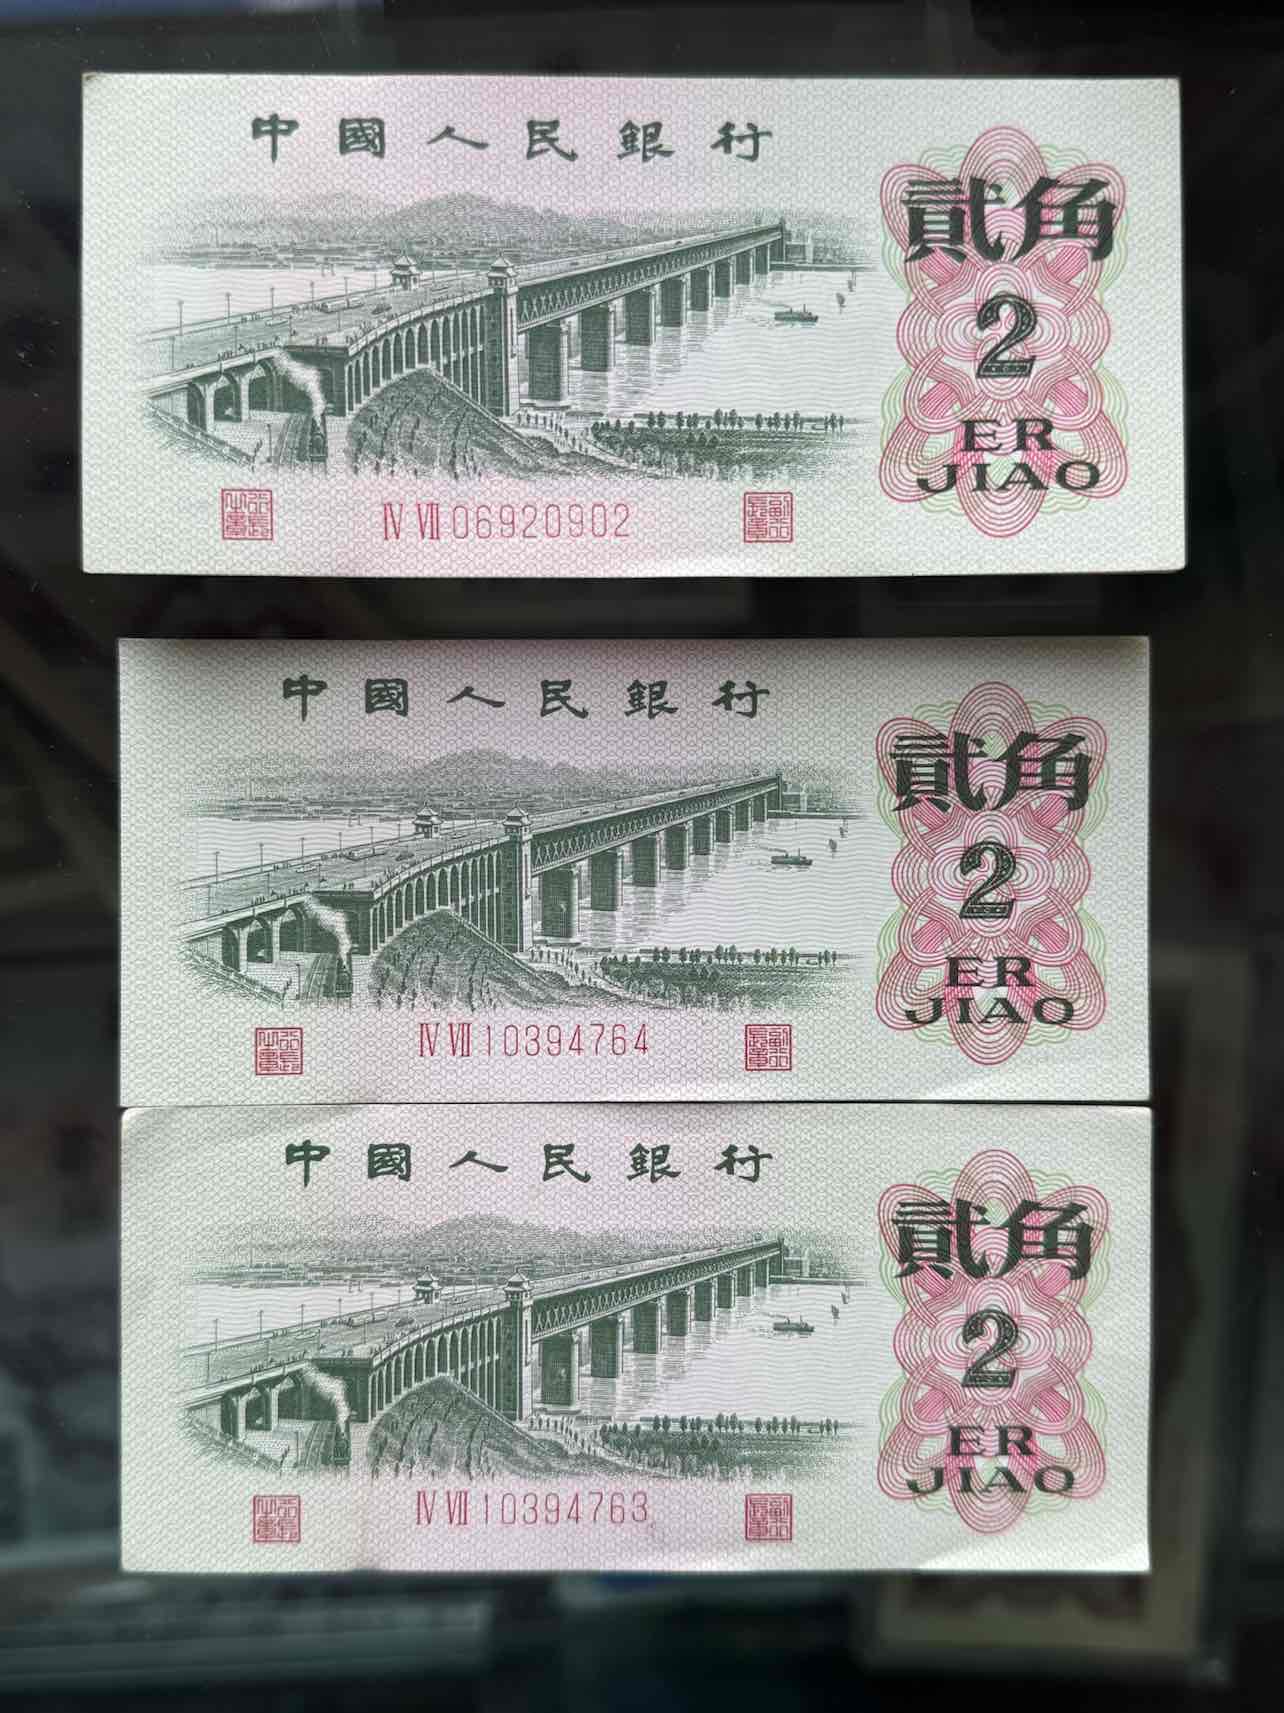 中國人民銀行
貳角
2
ER
JIAO
Ⅳ Ⅶ 06920902
中國人民銀行
貳角
2
ER
JIAO
Ⅳ Ⅶ 10394764
中國人民銀行
貳角
2
ER
JIAO
Ⅳ Ⅶ 10394763